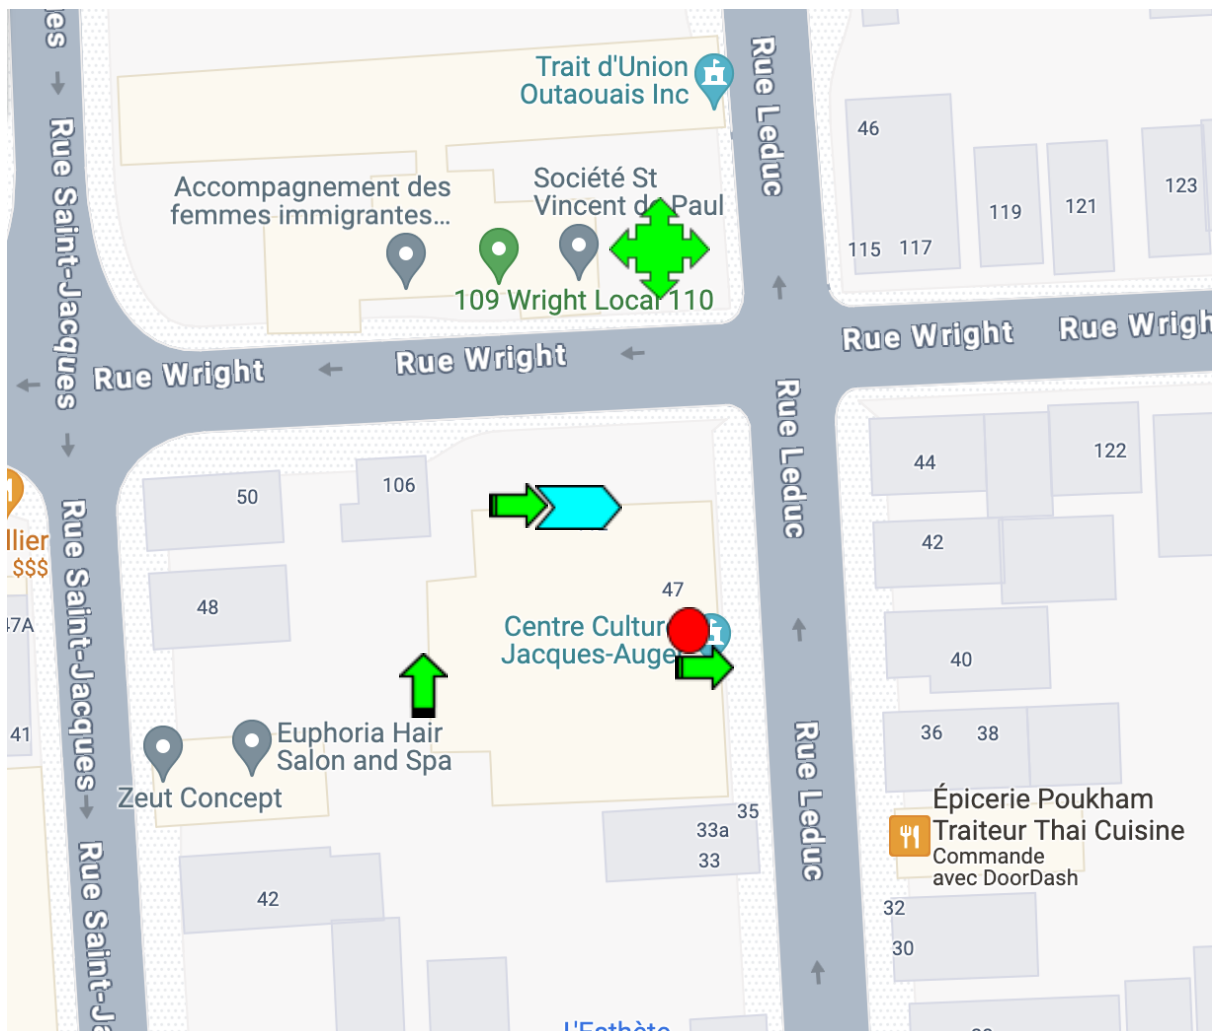 Rue Saint-Jacques
Rue Leduc
Trait d'Union
Outaouais Inc
Accompagnement des
femmes immigrantes...
Société St
Vincent de Paul
109 Wright Local 110
46
115
117
119
121
123
Rue Wright
Rue Wright
Rue Wright
Rue Wrigh
50
106
Rue Leduc
44
122
llier
$$$
Rue Saint-Jacques
48
42
47
47A
Centre Cultur
Jacques-Auge
40
41
Euphoria Hair
Salon and Spa
Zeut Concept
36
38
Rue Leduc
35
33a
33
Épicerie Poukham
Traiteur Thai Cuisine
Commande
avec DoorDash
Rue Saint-Ja
42
32
30